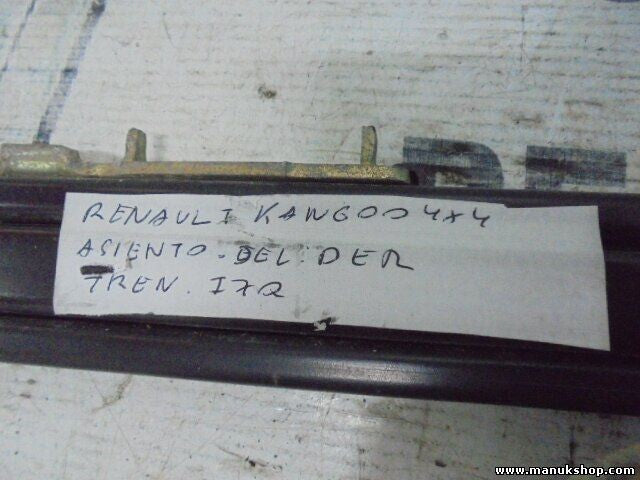 RENAULT KANGOO 4x4
ASIENTO. DEL. DER
TREN. IZQ
www.manukshop.com